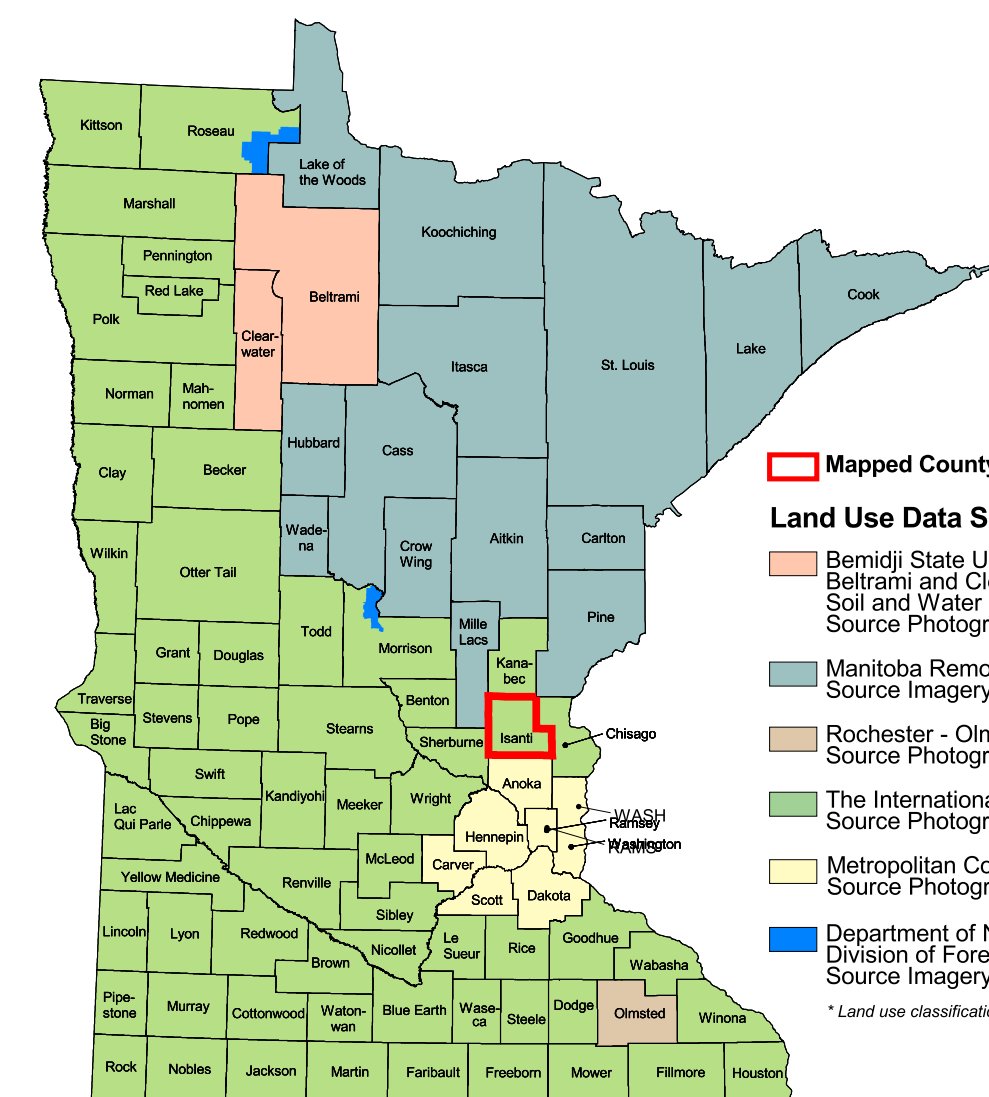 Kittson
Roseau
Lake of
the Woods
Marshall
Koochiching
Pennington
Red Lake
Beltrami
Cook
Polk
Clear-
water
Lake
Itasca
St. Louis
Norman
Mah-
nomen
Hubbard
Cass
Clay
Becker
Mapped County
Land Use Data S
Wade-
na
Aitkin
Carlton
Crow
Wing
Wilkin
Otter Tail
Bemidji State U
Beltrami and Cle
Soil and Water
Source Photogr
Mille
Lacs
Pine
Todd
Morrison
Grant
Douglas
Kana-
bec
Manitoba Remo
Source Imagery
Traverse
Benton
Stevens
Pope
Stearns
Big
Stone
Sherburne
Isanti
Chisago
Rochester - Olm
Source Photogr
Swift
Anoka
Kandiyohi
Meeker
Wright
The Internationa
Source Photogr
Lac
Qui Parle
Chippewa
WASH
Ramsey
Hennepin
Washington
RAMS
McLeod
Carver
Metropolitan Co
Source Photogr
Yellow Medicine
Renville
Scott
Dakota
Sibley
Lincoln
Lyon
Redwood
Nicollet
Le
Sueur
Rice
Goodhue
Department of N
Division of Fore
Source Imagery
Brown
Wabasha
Pipe-
stone
Murray
Cottonwood
Waton-
wan
Blue Earth
Wase-
ca
Steele
Dodge
Olmsted
Winona
* Land use classificatio
Rock
Nobles
Jackson
Martin
Faribault
Freeborn
Mower
Fillmore
Houston